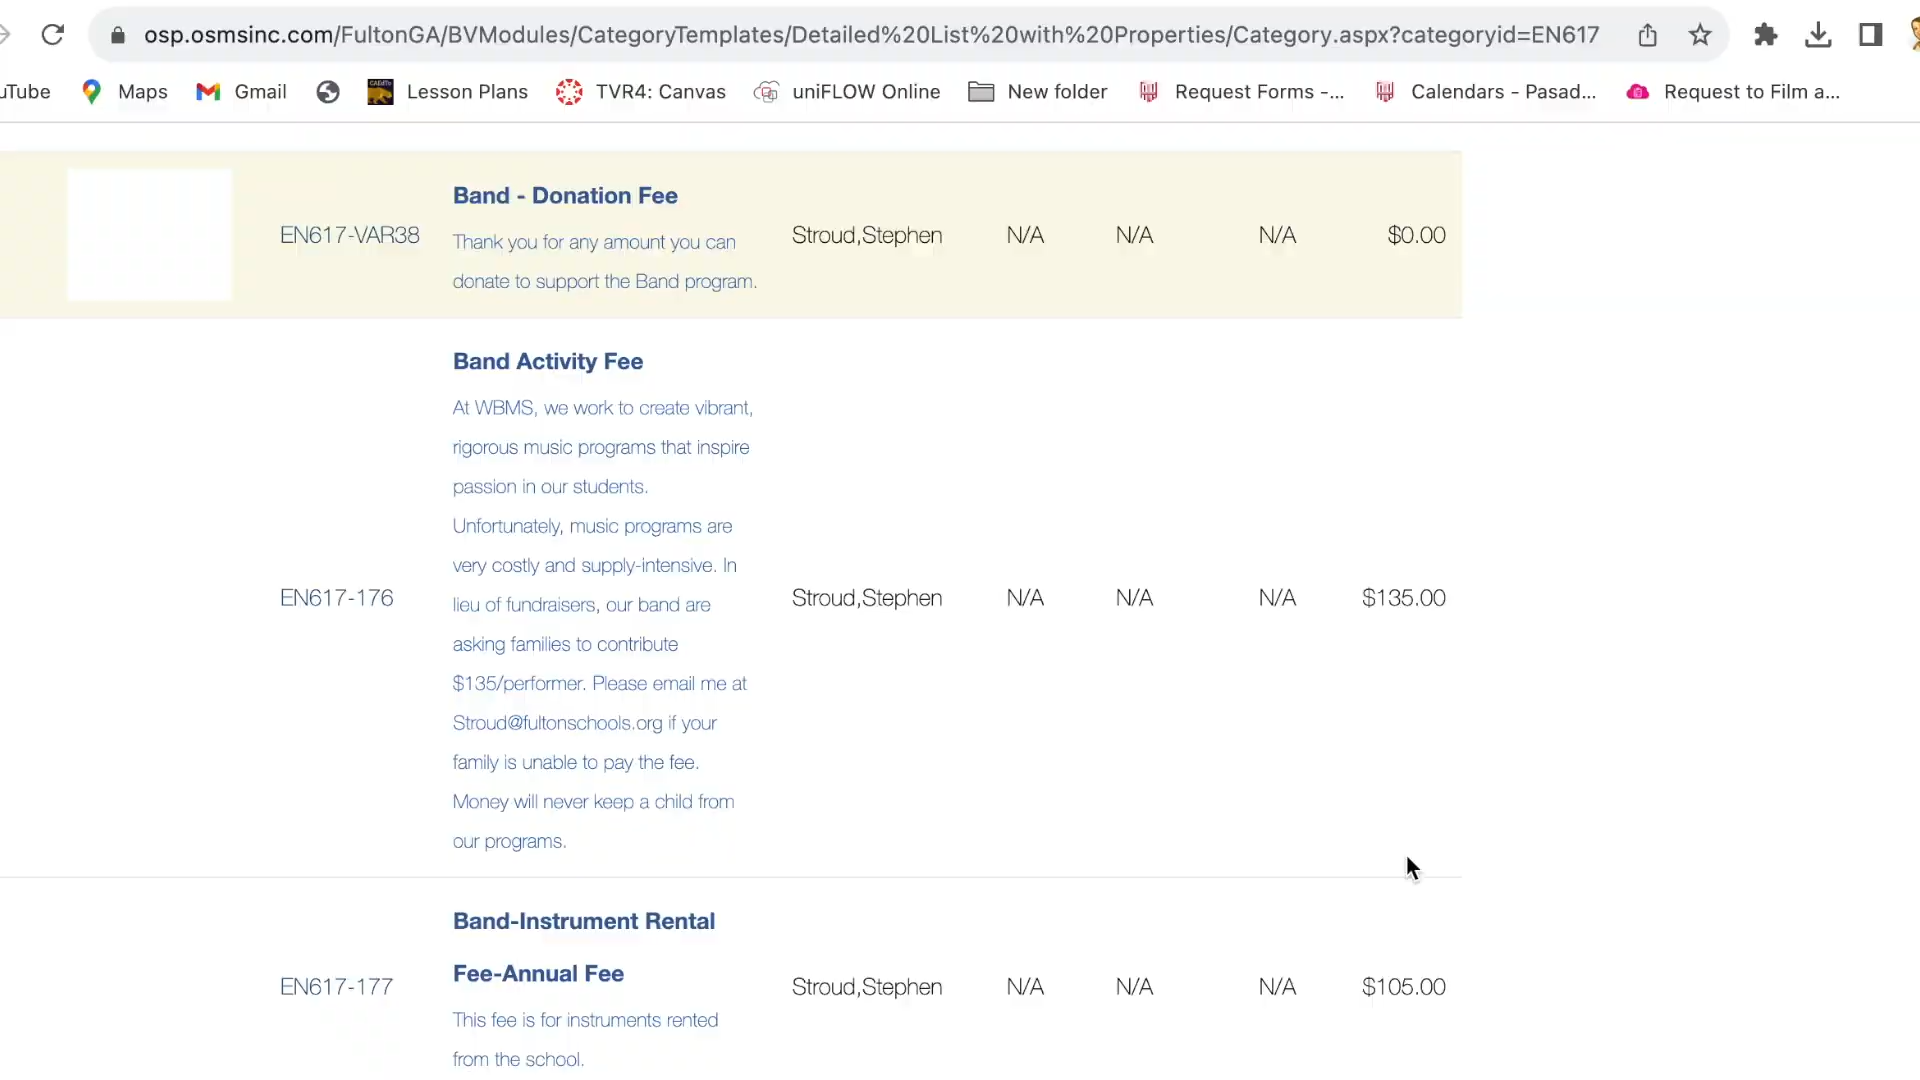 osp.osmsinc.com/FultonGA/BVModules/CategoryTemplates/Detailed%20List%20with%20Properties/Category.aspx?categoryid=EN617
uTube Maps Gmail Lesson Plans TVR4: Canvas uniFLOW Online New folder Request Forms -... Calendars - Pasad... Request to Film a...
Band - Donation Fee
EN617-VAR38 Thank you for any amount you can Stroud,Stephen N/A N/A N/A $0.00
donate to support the Band program.
Band Activity Fee
At WBMS, we work to create vibrant,
rigorous music programs that inspire
passion in our students.
Unfortunately, music programs are
very costly and supply-intensive. In
EN617-176 lieu of fundraisers, our band are Stroud,Stephen N/A N/A N/A $135.00
asking families to contribute
$135/performer. Please email me at
Stroud@fultonschools.org if your
family is unable to pay the fee.
Money will never keep a child from
our programs.
Band-Instrument Rental
Fee-Annual Fee
EN617-177 Stroud,Stephen N/A N/A N/A $105.00
This fee is for instruments rented
from the school.